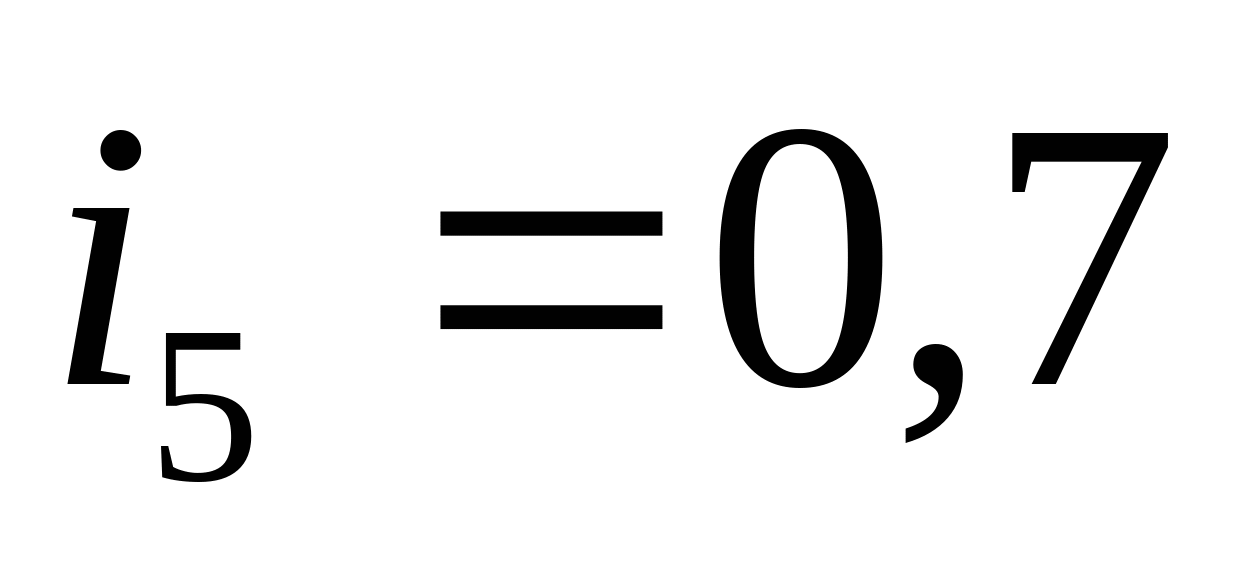 i₅ =0,7